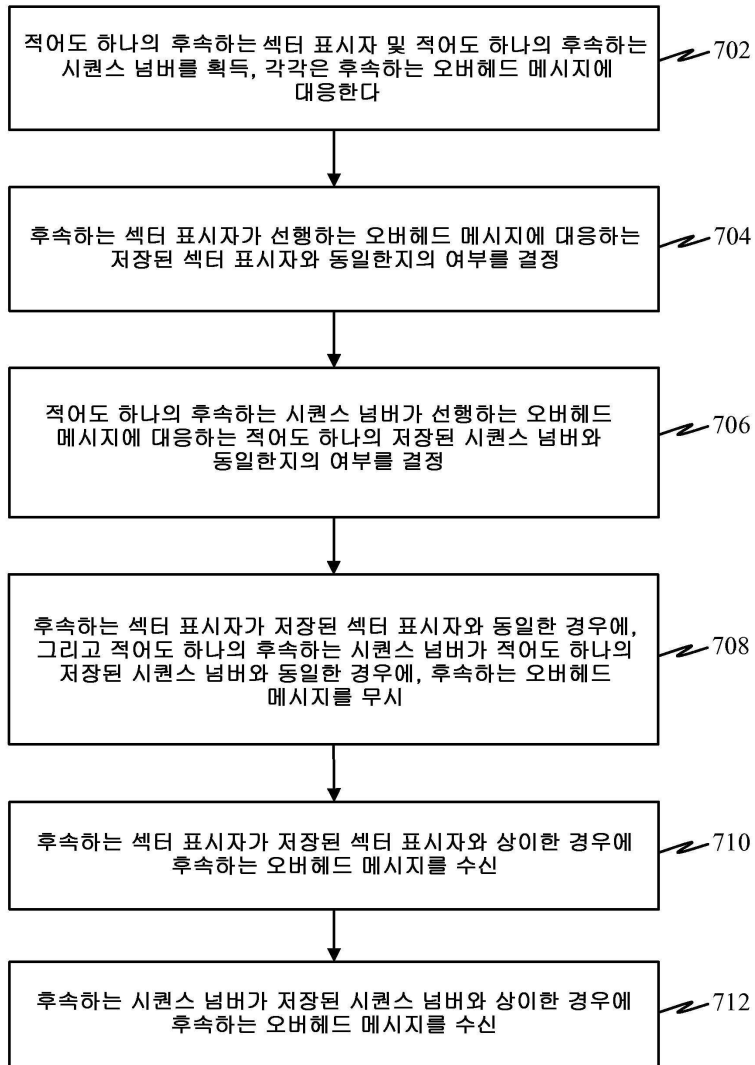 적어도 하나의 후속하는 섹터 표시자 및 적어도 하나의 후속하는
시퀀스 넘버를 획득, 각각은 후속하는 오버헤드 메시지에
대응한다
702
후속하는 섹터 표시자가 선행하는 오버헤드 메시지에 대응하는
저장된 섹터 표시자와 동일한지의 여부를 결정
704
적어도 하나의 후속하는 시퀀스 넘버가 선행하는 오버헤드
메시지에 대응하는 적어도 하나의 저장된 시퀀스 넘버와
동일한지의 여부를 결정
706
후속하는 섹터 표시자가 저장된 섹터 표시자와 동일한 경우에,
그리고 적어도 하나의 후속하는 시퀀스 넘버가 적어도 하나의
저장된 시퀀스 넘버와 동일한 경우에, 후속하는 오버헤드
메시지를 무시
708
후속하는 섹터 표시자가 저장된 섹터 표시자와 상이한 경우에
후속하는 오버헤드 메시지를 수신
710
후속하는 시퀀스 넘버가 저장된 시퀀스 넘버와 상이한 경우에
후속하는 오버헤드 메시지를 수신
712